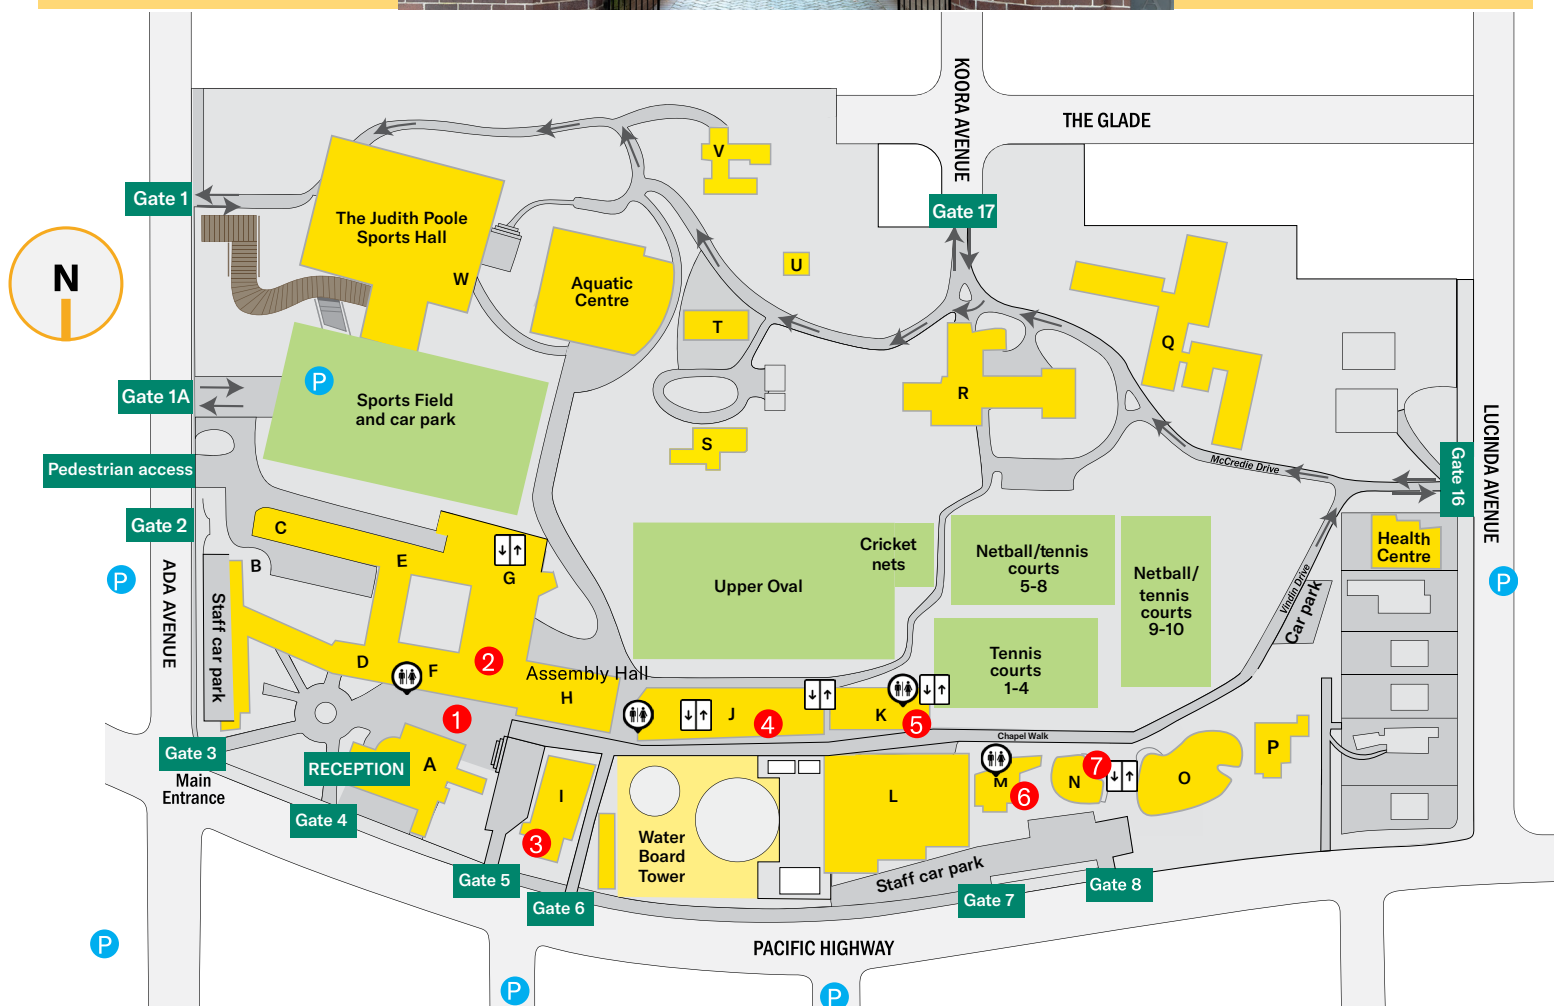 KOORA AVENUE
THE GLADE
V
Gate 1
The Judith Poole
Sports Hall
Gate 17
N
W
Aquatic
Centre
U
T
Q
P
Gate 1A
Sports Field
and car park
R
LUCINDA AVENUE
S
Pedestrian access
McCredie Drive
Gate 16
Gate 2
C
E
G
B
P
ADA AVENUE
Staff car park
Cricket
nets
Upper Oval
Netball/tennis
courts
5-8
Netball/
tennis
courts
9-10
Health
Centre
P
Vindin Drive
Car park
D
F
2
Assembly Hall
H
Tennis
courts
1-4
1
J
4
K
5
Chapel Walk
Gate 3
Main
Entrance
RECEPTION
A
I
3
L
M
6
N
7
O
P
Gate 4
Water
Board
Tower
Staff car park
Gate 5
Gate 6
Gate 7
Gate 8
P
PACIFIC HIGHWAY
P
P